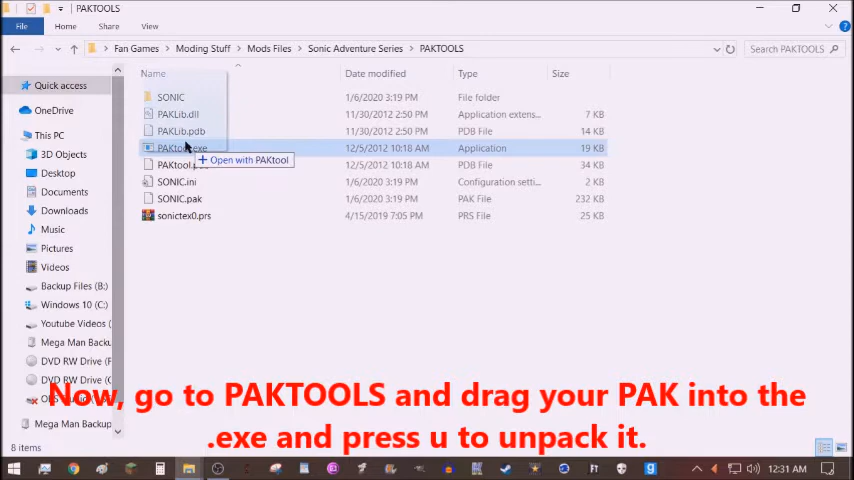 PAKTOOLS
File
Home
Share
View
Fan Games > Moding Stuff > Mods Files > Sonic Adventure Series > PAKTOOLS
Search PAKTOOLS
Name
Date modified
Type
Size
Quick access
OneDrive
This PC
3D Objects
Desktop
Documents
Downloads
Music
Pictures
Videos
Backup Files (B:)
Windows 10 (C:)
Youtube Videos (
Mega Man Backup
DVD RW Drive (
DVD RW Drive (
Mega Man Backup
SONIC 1/6/2020 3:19 PM File folder
PAKLib.dll 11/30/2012 2:50 PM Application extens... 7 KB
PAKLib.pdb 11/30/2012 2:50 PM PDB File 14 KB
PAKtool.exe 12/5/2012 10:18 AM Application 19 KB
Open with PAKtool
PAKtool.p 12/5/2012 10:18 AM PDB File 34 KB
SONIC.ini 1/6/2020 3:19 PM Configuration setti... 2 KB
SONIC.pak 1/6/2020 3:19 PM PAK File 232 KB
sonictex0.prs 4/15/2019 7:05 PM PRS File 25 KB
Now, go to PAKTOOLS and drag your PAK into the
.exe and press u to unpack it.
8 items
12:31 AM